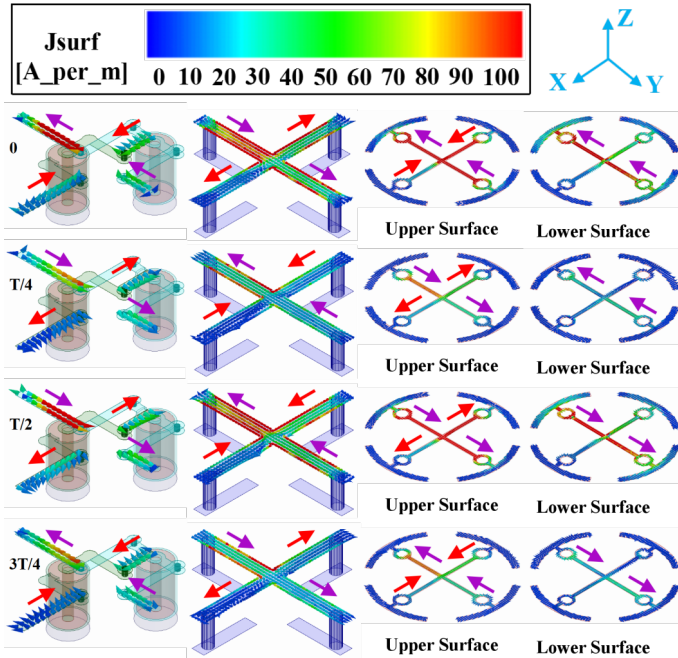 Jsurf
[A_per_m]
0 10 20 30 40 50 60 70 80 90 100
Z
X
Y
0
Upper Surface
Lower Surface
T/4
Upper Surface
Lower Surface
T/2
Upper Surface
Lower Surface
3T/4
Upper Surface
Lower Surface